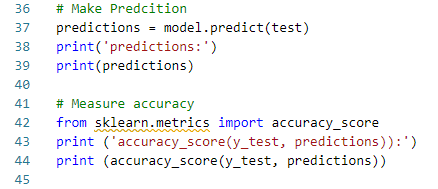 36 # Make Predcition
37 predictions = model.predict(test)
38 print('predictions:')
39 print(predictions)
40
41 # Measure accuracy
42 from sklearn.metrics import accuracy_score
43 print ('accuracy_score(y_test, predictions)):')
44 print (accuracy_score(y_test, predictions))
45